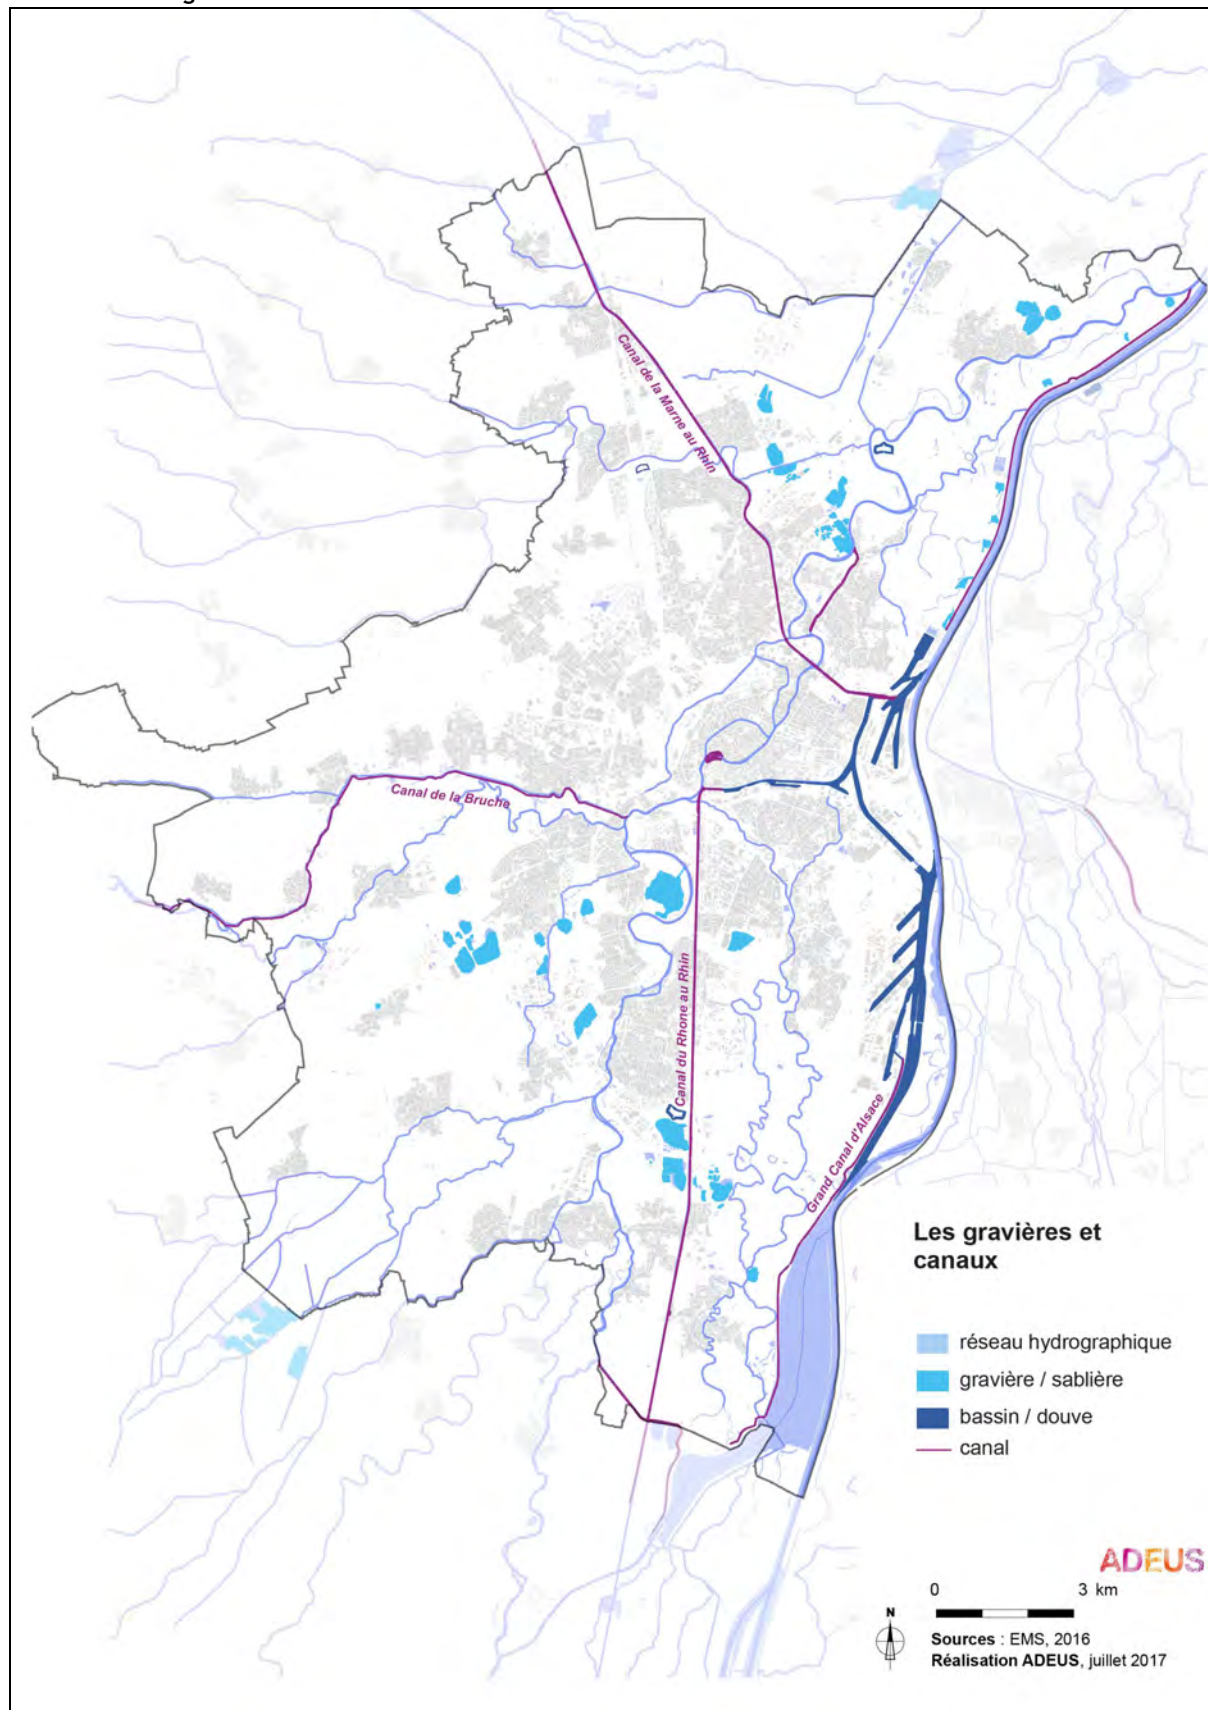 Canal de la Marne au Rhin
Canal de la Bruche
Canal du Rhone au Rhin
Grand Canal d'Alsace
Les gravières et
canaux
réseau hydrographique
gravière / sablière
bassin / douve
canal
ADEUS
0 3 km
N
Sources : EMS, 2016
Réalisation ADEUS, juillet 2017